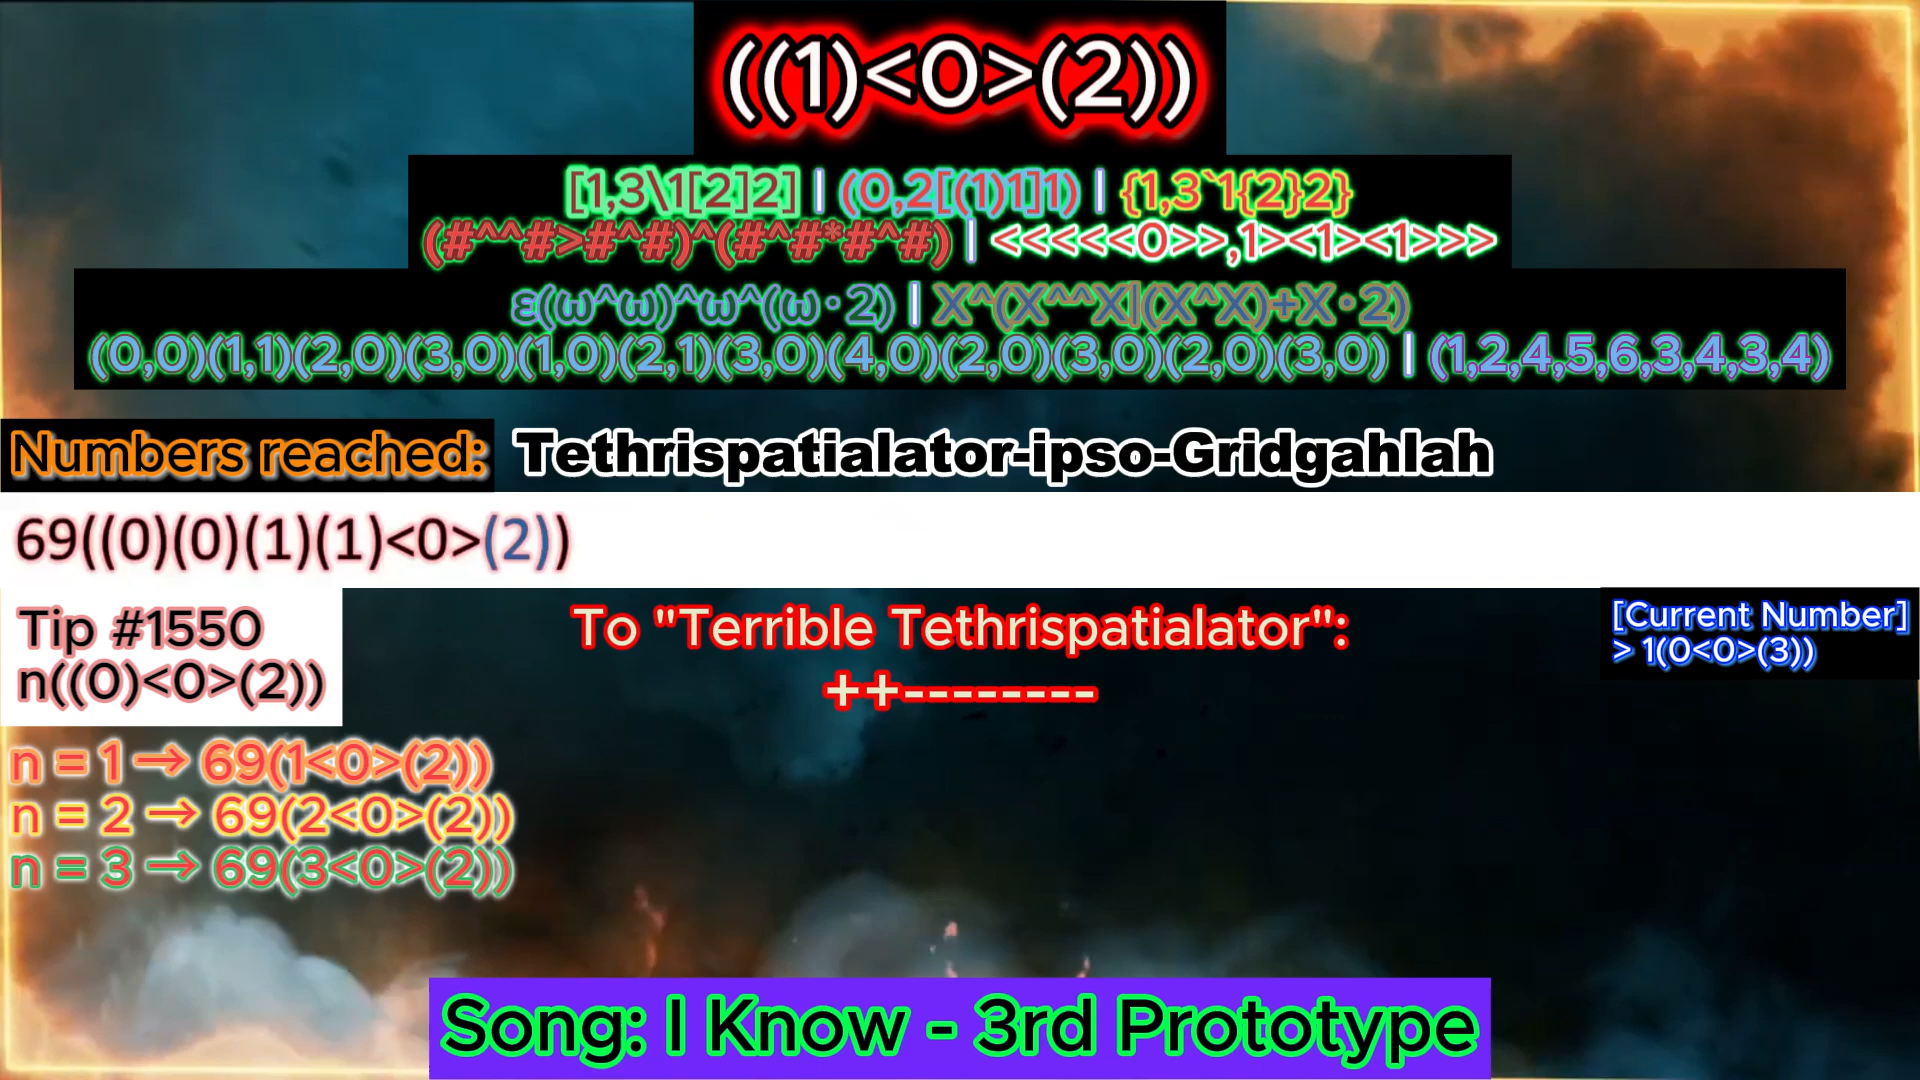 ((1)<0>(2))
[1,3\1[2]2] | (0,2[(1)1]1) | {1,3`1{2}2}
(#^^#>#^#)^(#^#*#^#) | <<<<<0>>,1><1><1>>>
ε(ω^ω)^ω^(ω·2) | X^(X^^X|(X^X)+X·2)
(0,0)(1,1)(2,0)(3,0)(1,0)(2,1)(3,0)(4,0)(2,0)(3,0)(2,0)(3,0) | (1,2,4,5,6,3,4,3,4)
Numbers reached: Tethrispatialator-ipso-Gridgahlah
69((0)(0)(1)(1)<0>(2))
Tip #1550
n((0)<0>(2))
To "Terrible Tethrispatialator":
++--------
[Current Number]
> 1(0<0>(3))
n = 1 → 69(1<0>(2))
n = 2 → 69(2<0>(2))
n = 3 → 69(3<0>(2))
Song: I Know - 3rd Prototype